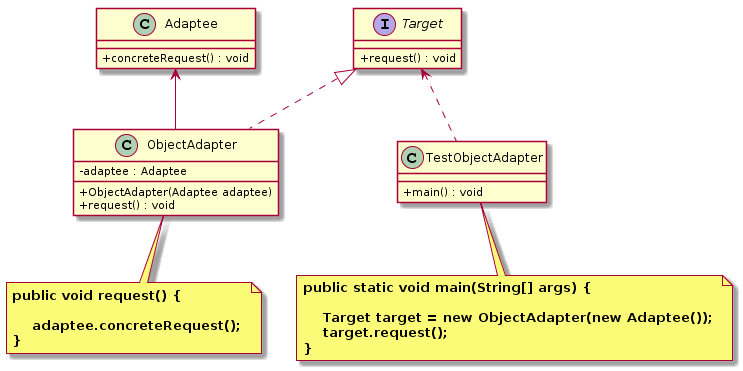 C Adaptee
+concreteRequest() : void
I Target
+request() : void
C ObjectAdapter
-adaptee : Adaptee
+ObjectAdapter(Adaptee adaptee)
+request() : void
C TestObjectAdapter
+main() : void
public void request() {
adaptee.concreteRequest();
}
public static void main(String[] args) {
Target target = new ObjectAdapter(new Adaptee());
target.request();
}